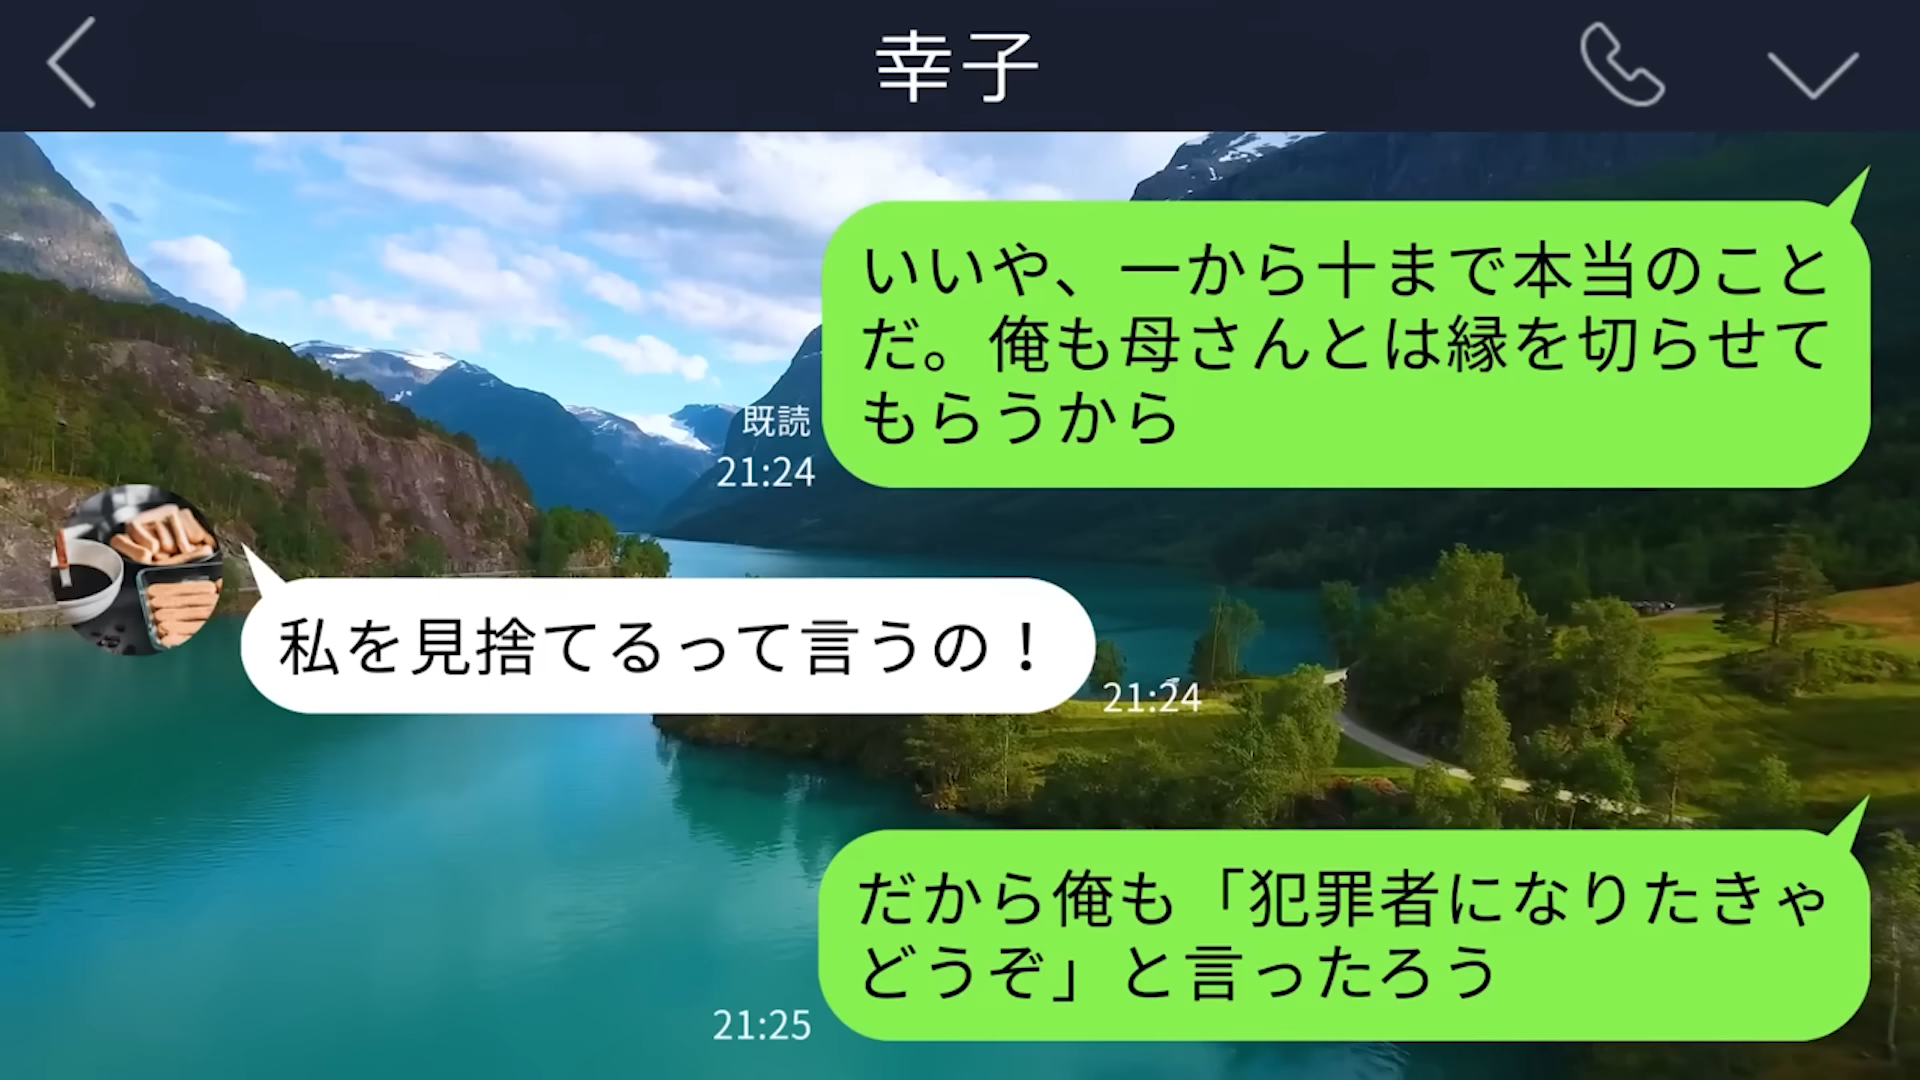 幸子
いいや、一から十まで本当のこと
だ。俺も母さんとは縁を切らせて
もらうから
既読
21:24
私を見捨てるって言うの！
21:24
だから俺も「犯罪者になりたきゃ
どうぞ」と言ったろう
21:25